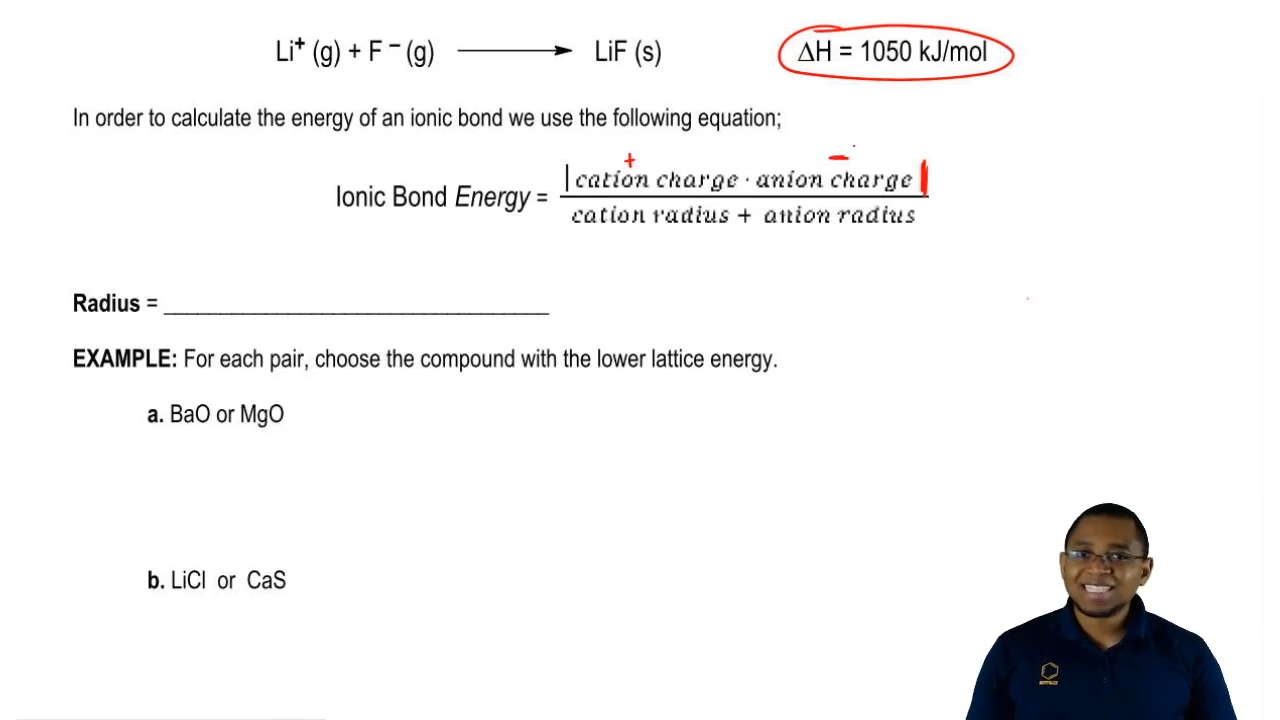 Li⁺ (g) + F ⁻ (g) ⟶ LiF (s) ΔH = 1050 kJ/mol
In order to calculate the energy of an ionic bond we use the following equation;
+ −
Ionic Bond Energy = |cation charge · anion charge| / cation radius + anion radius
Radius = ________________________________
EXAMPLE: For each pair, choose the compound with the lower lattice energy.
a. BaO or MgO
b. LiCl or CaS